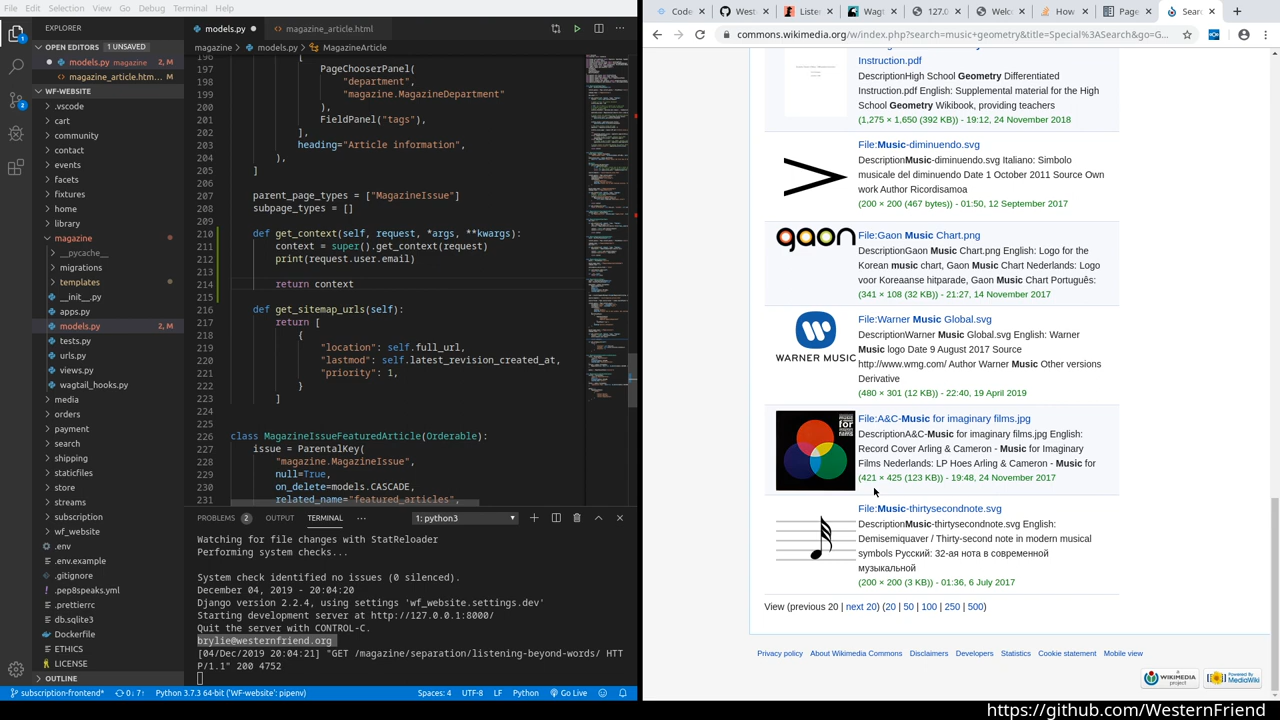 File Edit Selection View Go Debug Terminal Help
EXPLORER
OPEN EDITORS 1 UNSAVED
models.py magazine 2, M
magazine_article.htm... M
WF-WEBSITE
.vscode
cart
community
contact
events
facets
fixtures
home
library
magazine
__pycache__
migrations
templates
__init__.py
apps.py
models.py 2, M
tests.py
urls.py
views.py
wagtail_hooks.py
media
orders
payment
search
shipping
staticfiles
store
streams
subscription
wf_website
.env
.env.example
.gitignore
.pep8speaks.yml
.prettierrc
db.sqlite3
Dockerfile
ETHICS
LICENSE
OUTLINE
models.py
magazine_article.html
magazine > models.py > MagazineArticle
196 [
197 PageChooserPanel(
198 "department",
199 "magazine.MagazineDepartment"
200 ),
201 FieldPanel("tags"),
202 ],
203 heading="Article information",
204 ),
205 ]
206
207 parent_page_types = ["MagazineIssue"]
208 subpage_types = []
209
210 def get_context(self, request, *args, **kwargs):
211 context = super().get_context(request)
212 print(request.user.email)
213
214 return context
215
216 def get_sitemap_urls(self):
217 return [
218 {
219 "location": self.full_url,
220 "lastmod": self.latest_revision_created_at,
221 "priority": 1,
222 }
223 ]
224
225
226 class MagazineIssueFeaturedArticle(Orderable):
227 issue = ParentalKey(
228 "magazine.MagazineIssue",
229 null=True,
230 on_delete=models.CASCADE,
231 related_name="featured_articles",
PROBLEMS 2 OUTPUT TERMINAL ... 1: python3
Watching for file changes with StatReloader
Performing system checks...
System check identified no issues (0 silenced).
December 04, 2019 - 20:04:20
Django version 2.2.4, using settings 'wf_website.settings.dev'
Starting development server at http://127.0.0.1:8000/
Quit the server with CONTROL-C.
brylie@westernfriend.org
[04/Dec/2019 20:04:21] "GET /magazine/separation/listening-beyond-words/ HTT
P/1.1" 200 4752
subscription-frontend* 0↓ 7↑ Python 3.7.3 64-bit ('WF-website': pipenv) Spaces: 4 UTF-8 LF Python Go Live
Code West Lister Wagt 127.0 Deve How Page Sear
commons.wikimedia.org/w/index.php?search=music+geometry&title=Special%3ASearch&go=G...
Instruction.pdf
DescriptionHigh School Geometry Differentiated
Instruction.pdf English: Supplemental material for the High
School Geometry Wikibook, providing teachers
(1,275 × 1,650 (392 KB)) - 19:12, 24 November 2018
File:Music-diminuendo.svg
DescriptionMusic-diminuendo.svg Italiano: Simbolo
musicale del diminuendo Date 1 October 2011 Source Own
work Author Ricordisamoa
(200 × 200 (467 bytes)) - 01:50, 12 September 2017
gaon
File:Gaon Music Chart.png
DescriptionGaon Music Chart.png English: Logo for the
Korean music chart, Gaon Music Chart Nederlands: Logo
voor Koreaanse hiparade, Gaon Music Chart Português:
(341 × 108 (32 KB)) - 21:27, 14 November 2017
WARNER MUSIC
File:Warner Music Global.svg
DescriptionWarner Music Global.svg English: Warner
Music logo Date 9 August 2017 Source
http://www.wmg.com/ Author Warner Music Other versions
Derivative
(480 × 301 (12 KB)) - 22:40, 19 April 2019
File:A&C-Music for imaginary films.jpg
DescriptionA&C-Music for imaginary films.jpg English:
Record Cover Arling & Cameron - Music for Imaginary
Films Nederlands: LP Hoes Arling & Cameron - Music for
(421 × 425 (123 KB)) - 19:48, 24 November 2017
File:Music-thirtysecondnote.svg
DescriptionMusic-thirtysecondnote.svg English:
Demisemiquaver / Thirty-second note in modern musical
symbols Русский: 32-ая нота в современной
музыкальной
(200 × 200 (3 KB)) - 01:36, 6 July 2017
View (previous 20 | next 20) (20 | 50 | 100 | 250 | 500)
Privacy policy About Wikimedia Commons Disclaimers Developers Statistics Cookie statement Mobile view
A WIKIMEDIA project Powered By MediaWiki
https://github.com/WesternFriend